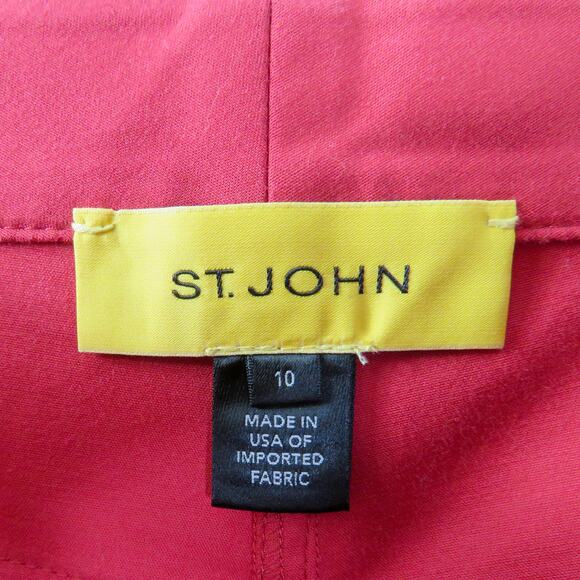 ST. JOHN
10
MADE IN
USA OF
IMPORTED
FABRIC